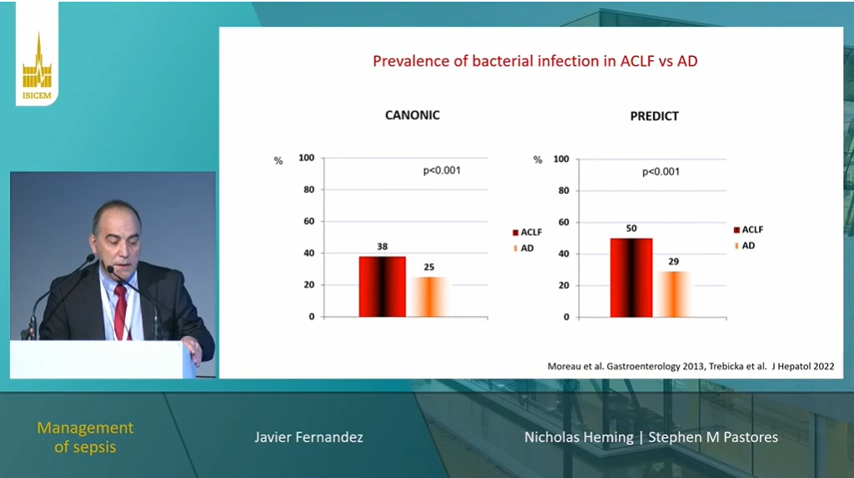 ISICEM
Prevalence of bacterial infection in ACLF vs AD
CANONIC
%
100
80
60
40
20
0
p<0.001
38
25
ACLF
AD
PREDICT
%
100
80
60
40
20
0
p<0.001
50
29
ACLF
AD
Moreau et al. Gastroenterology 2013, Trebicka et al. J Hepatol 2022
Management
of sepsis
Javier Fernandez
Nicholas Heming | Stephen M Pastores